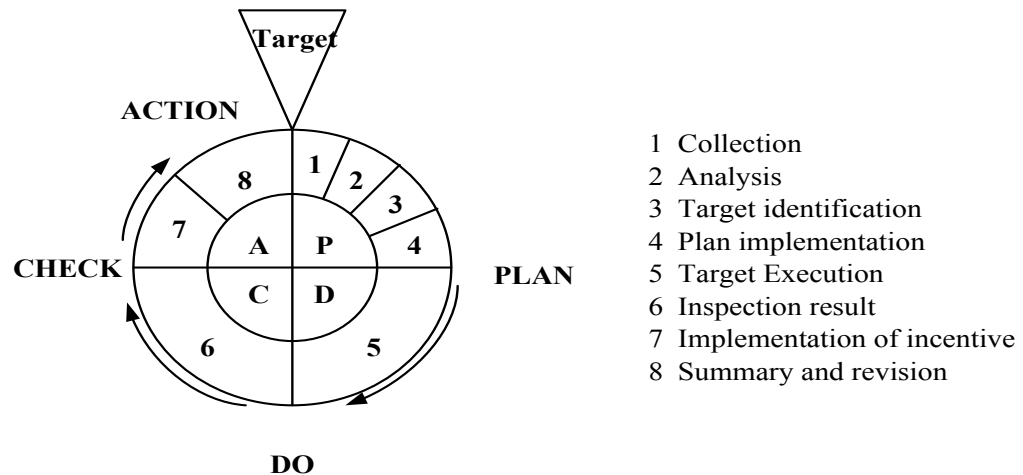 Target
ACTION
1
2
3
4
5
6
7
8
A
P
C
D
CHECK
PLAN
DO
1 Collection
2 Analysis
3 Target identification
4 Plan implementation
5 Target Execution
6 Inspection result
7 Implementation of incentive
8 Summary and revision